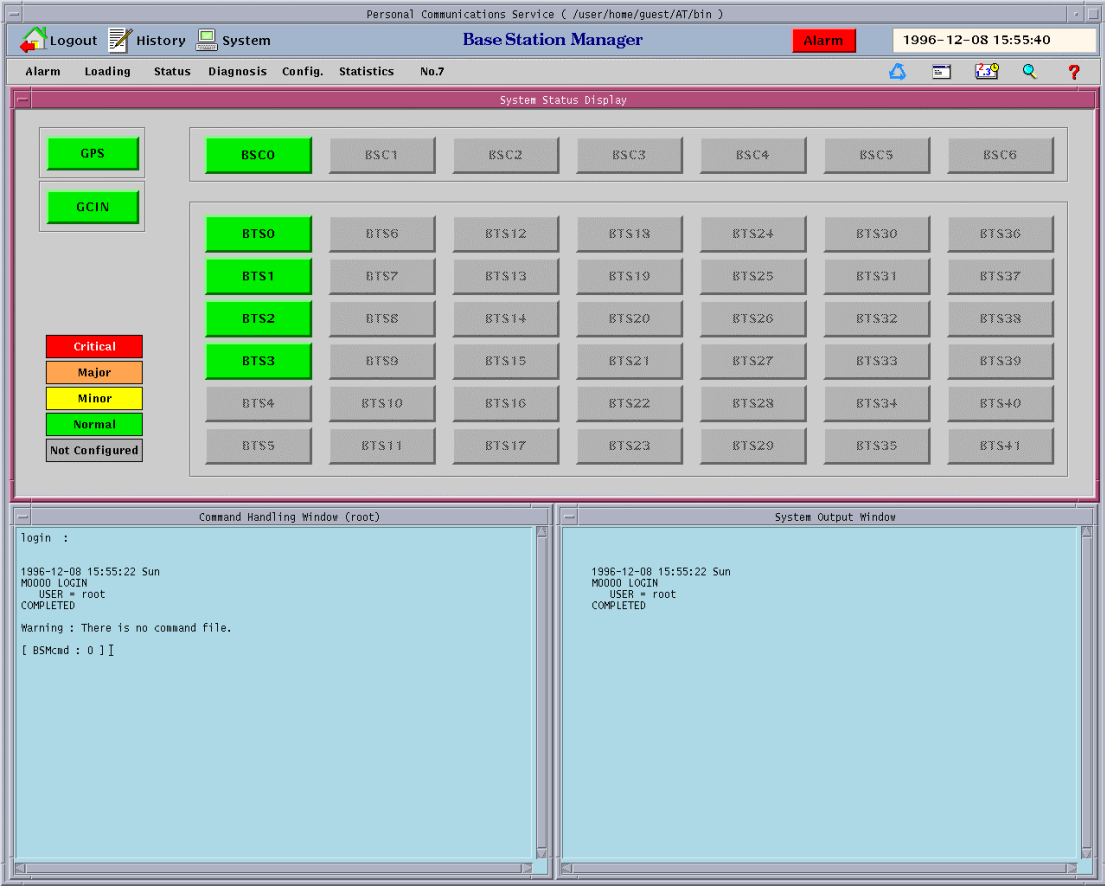 Personal Communications Service ( /user/home/guest/AT/bin )
Logout History System Base Station Manager Alarm 1996-12-08 15:55:40
Alarm Loading Status Diagnosis Config. Statistics No.7 ?
System Status Display
GPS
GCIN
BSC0 BSC1 BSC2 BSC3 BSC4 BSC5 BSC6
BTS0 BTS6 BTS12 BTS18 BTS24 BTS30 BTS36
BTS1 BTS7 BTS13 BTS19 BTS25 BTS31 BTS37
BTS2 BTS8 BTS14 BTS20 BTS26 BTS32 BTS38
BTS3 BTS9 BTS15 BTS21 BTS27 BTS33 BTS39
BTS4 BTS10 BTS16 BTS22 BTS28 BTS34 BTS40
BTS5 BTS11 BTS17 BTS23 BTS29 BTS35 BTS41
Critical
Major
Minor
Normal
Not Configured
Command Handling Window (root)
login :
1996-12-08 15:55:22 Sun
M0000 LOGIN
USER = root
COMPLETED
Warning : There is no command file.
[ BSMcmd : 0 ]
System Output Window
1996-12-08 15:55:22 Sun
M0000 LOGIN
USER = root
COMPLETED